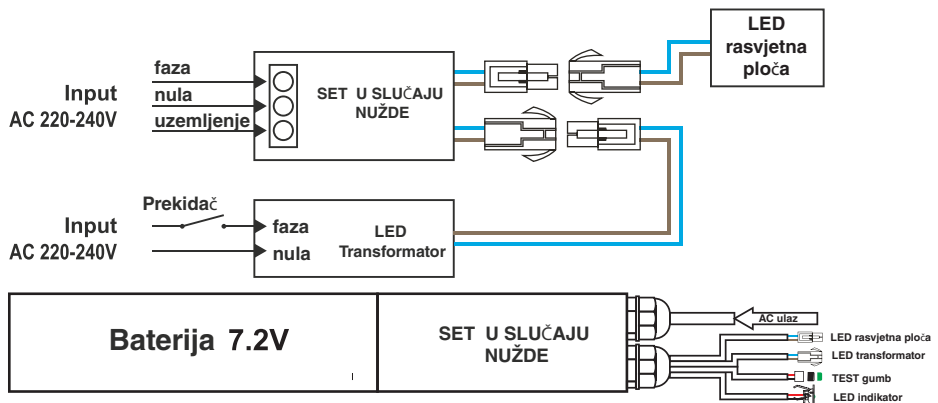 LED
rasvjetna
ploča
faza
nula
uzemljenje
Input
AC 220-240V
SET U SLUČAJU
NUŽDE
Prekidač
Input
AC 220-240V
faza
nula
LED
Transformator
Baterija 7.2V
SET U SLUČAJU
NUŽDE
AC ulaz
LED rasvjetna ploča
LED transformator
TEST gumb
LED indikator